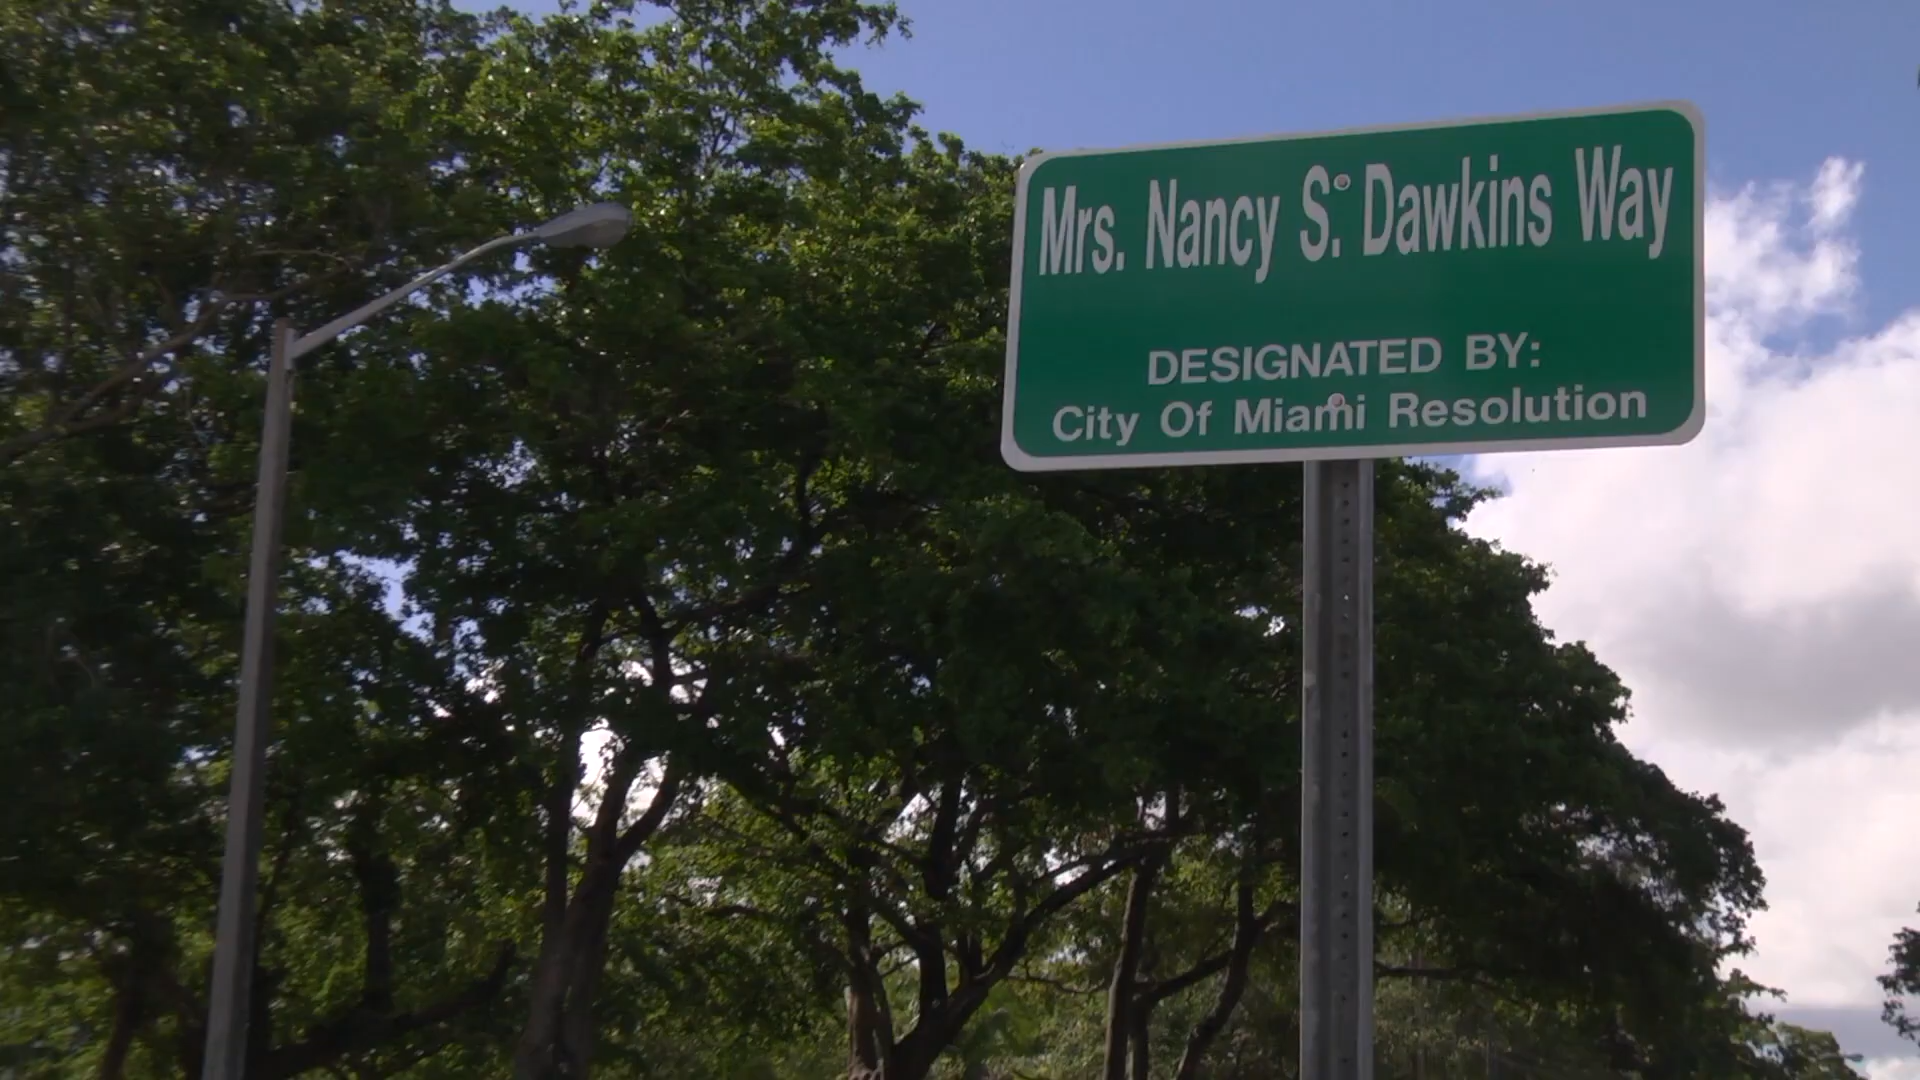 Mrs. Nancy S. Dawkins Way
DESIGNATED BY:
City Of Miami Resolution